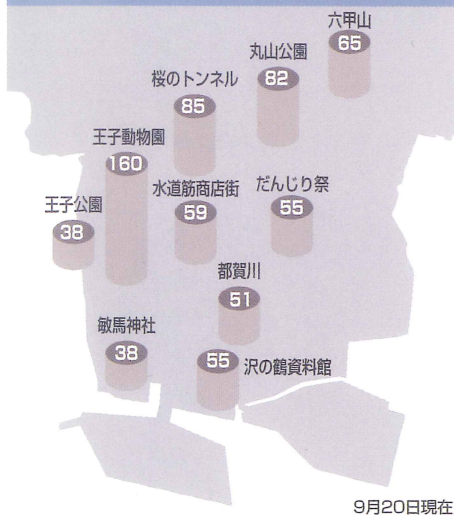 六甲山
65
丸山公園
82
桜のトンネル
85
王子動物園
160
水道筋商店街
59
だんじり祭
55
王子公園
38
都賀川
51
敏馬神社
38
55
沢の鶴資料館
9月20日現在